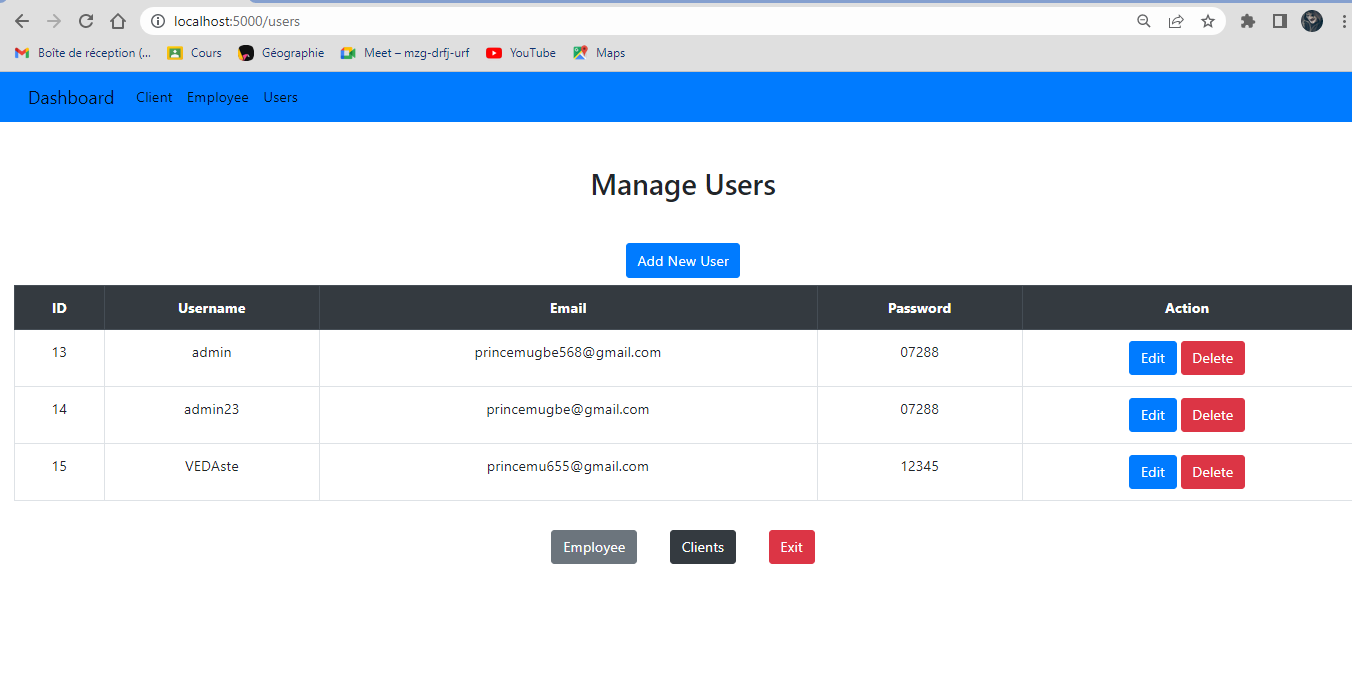 localhost:5000/users
Boîte de réception (... Cours Géographie Meet – mzg-drfj-urf YouTube Maps
Dashboard Client Employee Users
Manage Users
Add New User
ID Username Email Password Action
13 admin princemugbe568@gmail.com 07288 Edit Delete
14 admin23 princemugbe@gmail.com 07288 Edit Delete
15 VEDAste princemu655@gmail.com 12345 Edit Delete
Employee Clients Exit